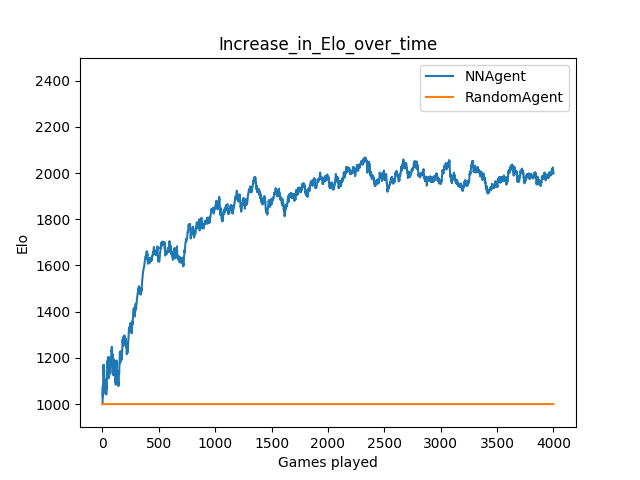 Increase_in_Elo_over_time
NNAgent
RandomAgent
2400
2200
2000
1800
1600
1400
1200
1000
Elo
0 500 1000 1500 2000 2500 3000 3500 4000
Games played